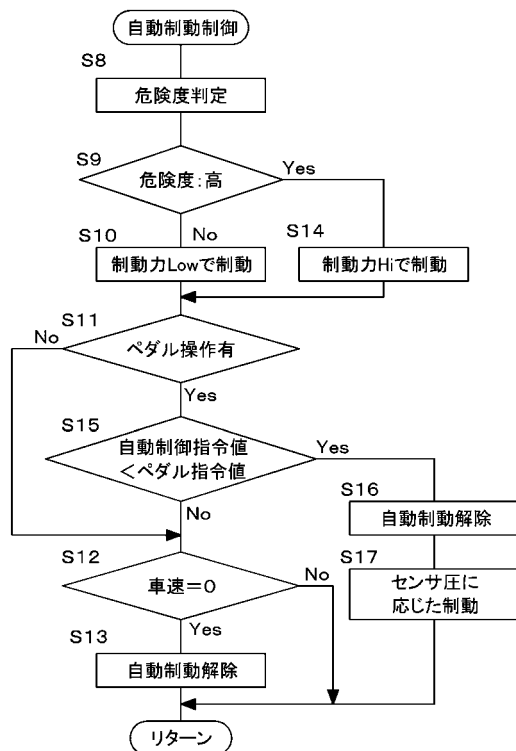 自動制動制御
S8
危険度判定
S9
危険度：高
Yes
No
S10
制動力Lowで制動
S14
制動力Hiで制動
S11
No
ペダル操作有
Yes
S15
自動制御指令値
＜ペダル指令値
Yes
No
S16
自動制動解除
S17
センサ圧に
応じた制動
S12
車速＝0
No
Yes
S13
自動制動解除
リターン